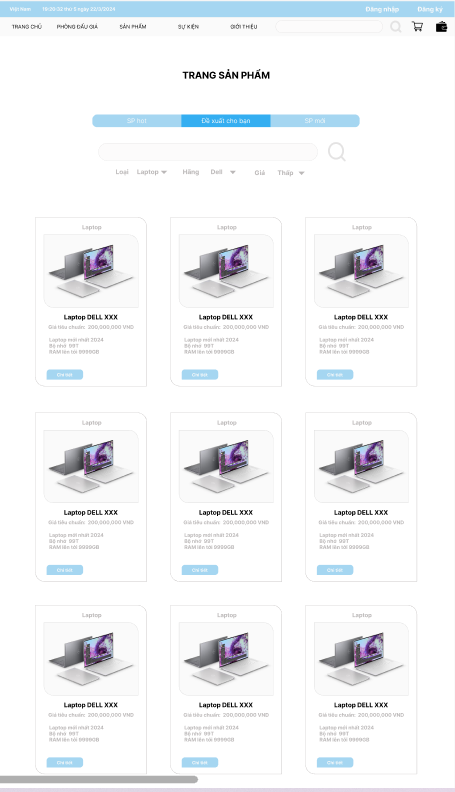 Việt Nam 19:20:52 thứ 5 ngày 22/3/2024 Đăng nhập Đăng ký
TRANG CHỦ PHÒNG ĐẤU GIÁ SẢN PHẨM SỰ KIỆN GIỚI THIỆU
TRANG SẢN PHẨM
SP hot Đề xuất cho bạn SP mới
Loại Laptop Hãng Dell Giá Thấp
Laptop Laptop Laptop
Laptop DELL XXX Laptop DELL XXX Laptop DELL XXX
Giá tiêu chuẩn: 200,000,000 VND Giá tiêu chuẩn: 200,000,000 VND Giá tiêu chuẩn: 200,000,000 VND
Laptop mới nhất 2024 Laptop mới nhất 2024 Laptop mới nhất 2024
Bộ nhớ 99T Bộ nhớ 99T Bộ nhớ 99T
RAM lên tới 9999GB RAM lên tới 9999GB RAM lên tới 9999GB
Chi tiết Chi tiết Chi tiết
Laptop Laptop Laptop
Laptop DELL XXX Laptop DELL XXX Laptop DELL XXX
Giá tiêu chuẩn: 200,000,000 VND Giá tiêu chuẩn: 200,000,000 VND Giá tiêu chuẩn: 200,000,000 VND
Laptop mới nhất 2024 Laptop mới nhất 2024 Laptop mới nhất 2024
Bộ nhớ 99T Bộ nhớ 99T Bộ nhớ 99T
RAM lên tới 9999GB RAM lên tới 9999GB RAM lên tới 9999GB
Chi tiết Chi tiết Chi tiết
Laptop Laptop Laptop
Laptop DELL XXX Laptop DELL XXX Laptop DELL XXX
Giá tiêu chuẩn: 200,000,000 VND Giá tiêu chuẩn: 200,000,000 VND Giá tiêu chuẩn: 200,000,000 VND
Laptop mới nhất 2024 Laptop mới nhất 2024 Laptop mới nhất 2024
Bộ nhớ 99T Bộ nhớ 99T Bộ nhớ 99T
RAM lên tới 9999GB RAM lên tới 9999GB RAM lên tới 9999GB
Chi tiết Chi tiết Chi tiết